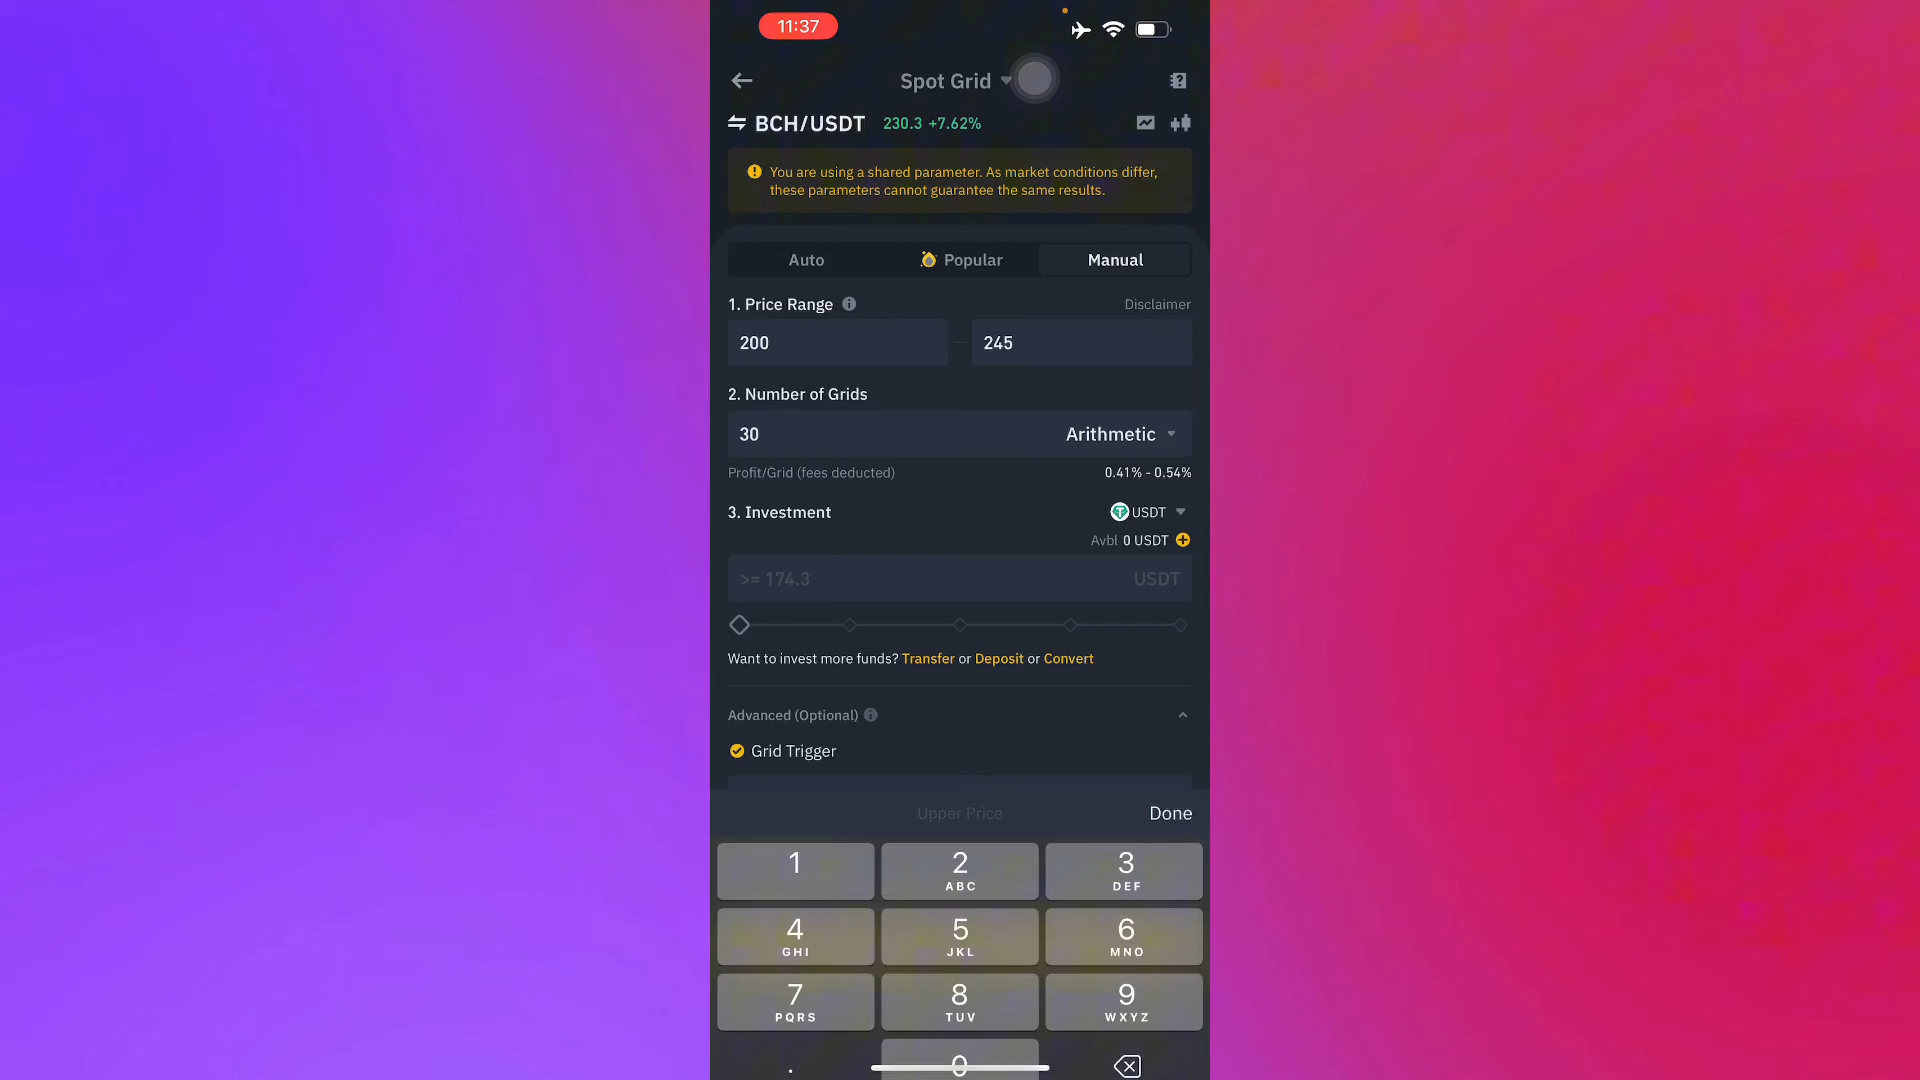 11:37
Spot Grid
BCH/USDT 230.3 +7.62%
You are using a shared parameter. As market conditions differ,
these parameters cannot guarantee the same results.
Auto Popular Manual
1. Price Range Disclaimer
200 - 245
2. Number of Grids
30 Arithmetic
Profit/Grid (fees deducted) 0.41% - 0.54%
3. Investment USDT
Avbl 0 USDT
>= 174.3 USDT
Want to invest more funds? Transfer or Deposit or Convert
Advanced (Optional)
Grid Trigger
Upper Price Done
1 2 3
ABC DEF
4 5 6
GHI JKL MNO
7 8 9
PQRS TUV WXYZ
. 0